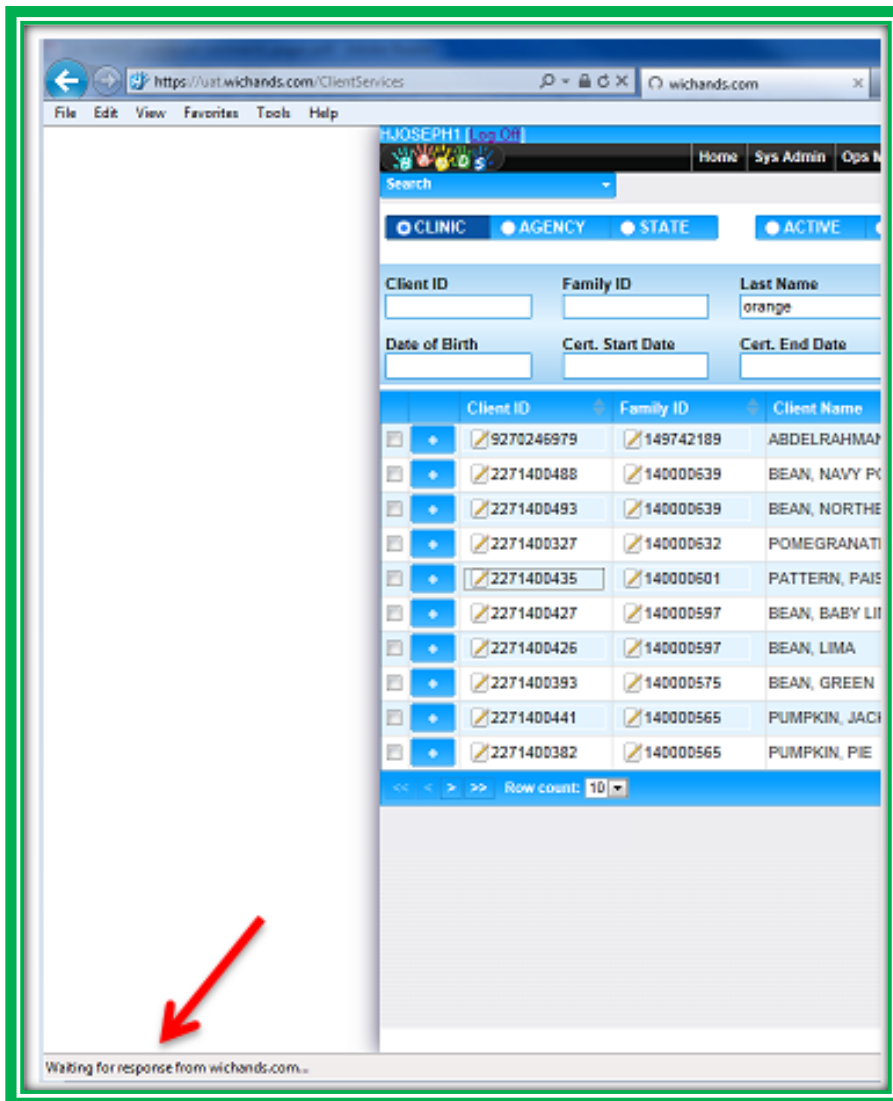 https://uat.wichands.com/ClientServices
wichands.com
File Edit View Favorites Tools Help
HJOSEPH1 [Log Off]
HANDS
Home Sys Admin Ops
Search
CLINIC AGENCY STATE ACTIVE
Client ID Family ID Last Name
orange
Date of Birth Cert. Start Date Cert. End Date
Client ID Family ID Client Name
9270246979 149742189 ABDELRAHMAN
2271400488 140000639 BEAN, NAVY PO
2271400493 140000639 BEAN, NORTHE
2271400327 140000632 POMEGRANAT
2271400435 140000601 PATTERN, PAIS
2271400427 140000597 BEAN, BABY LI
2271400426 140000597 BEAN, LIMA
2271400393 140000575 BEAN, GREEN
2271400441 140000565 PUMPKIN, JAC
2271400382 140000565 PUMPKIN, PIE
<< < > >> Row count: 10
Waiting for response from wichands.com...